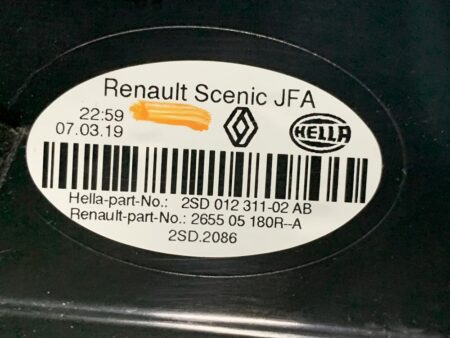 Renault Scenic JFA
22:59
07.03.19
HELLA
Hella-part-No.: 2SD 012 311-02 AB
Renault-part-No.: 2655 05 180R--A
2SD.2086